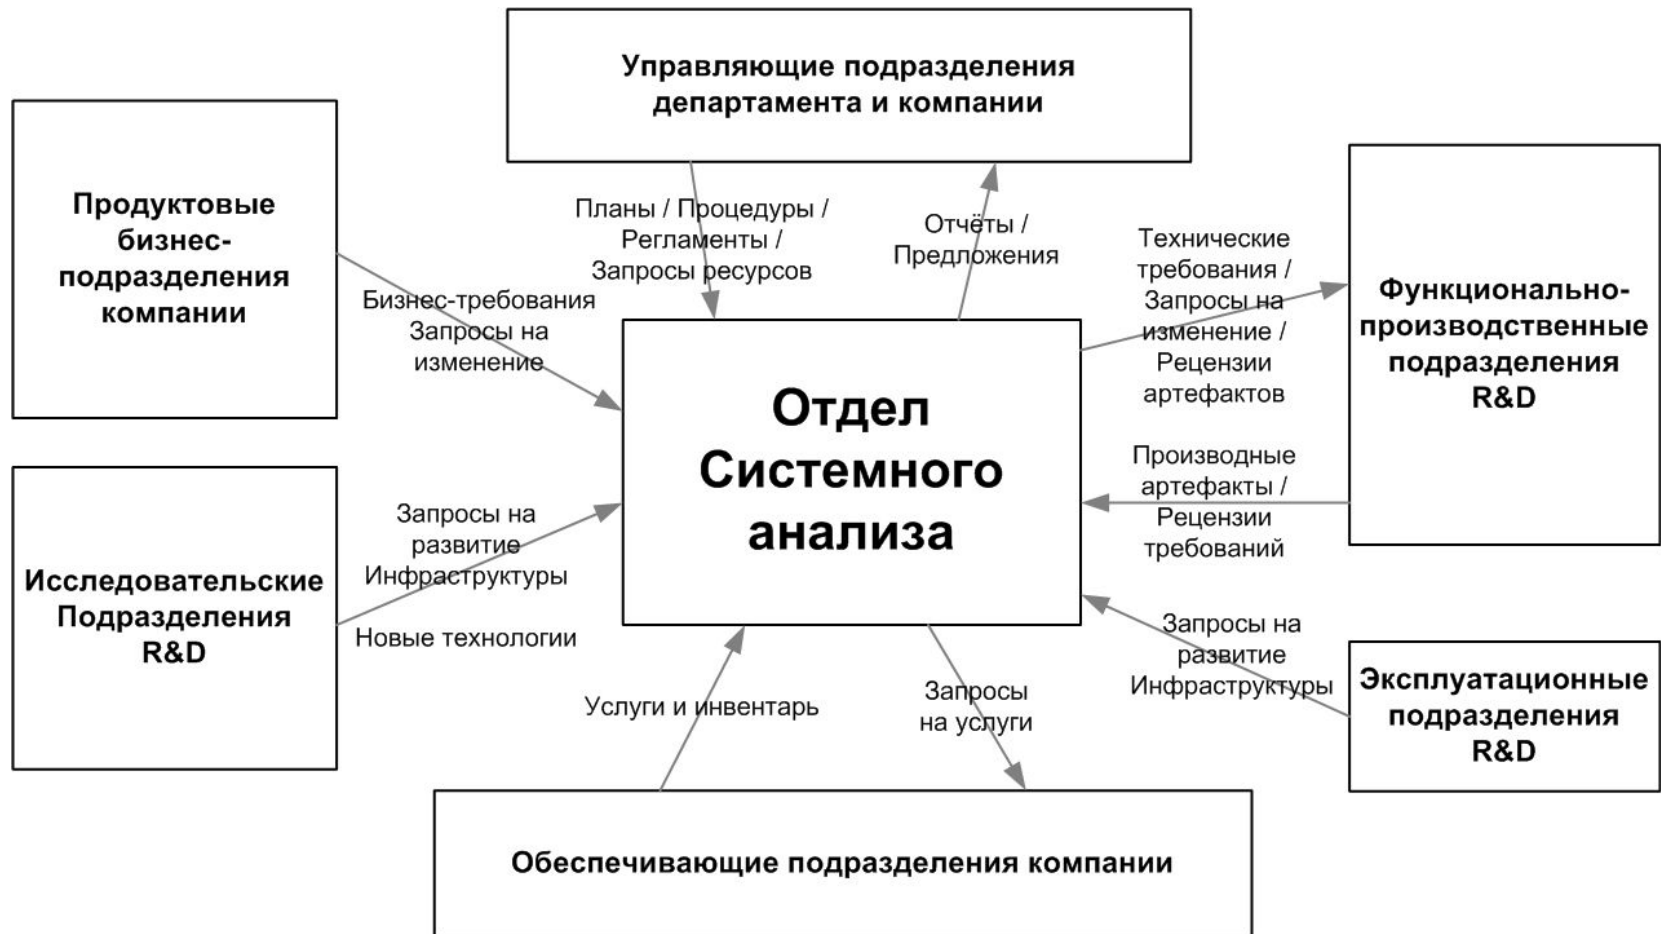 Управляющие подразделения
департамента и компании
Продуктовые
бизнес-
подразделения
компании
Планы / Процедуры /
Регламенты /
Запросы ресурсов
Отчёты /
Предложения
Технические
требования /
Запросы на
изменение /
Рецензии
артефактов
Функционально-
производственные
подразделения
R&D
Бизнес-требования
Запросы на
изменение
Отдел
Системного
анализа
Производные
артефакты /
Рецензии
требований
Запросы на
развитие
Инфраструктуры
Новые технологии
Исследовательские
Подразделения
R&D
Запросы на
развитие
Инфраструктуры
Эксплуатационные
подразделения
R&D
Услуги и инвентарь
Запросы
на услуги
Обеспечивающие подразделения компании